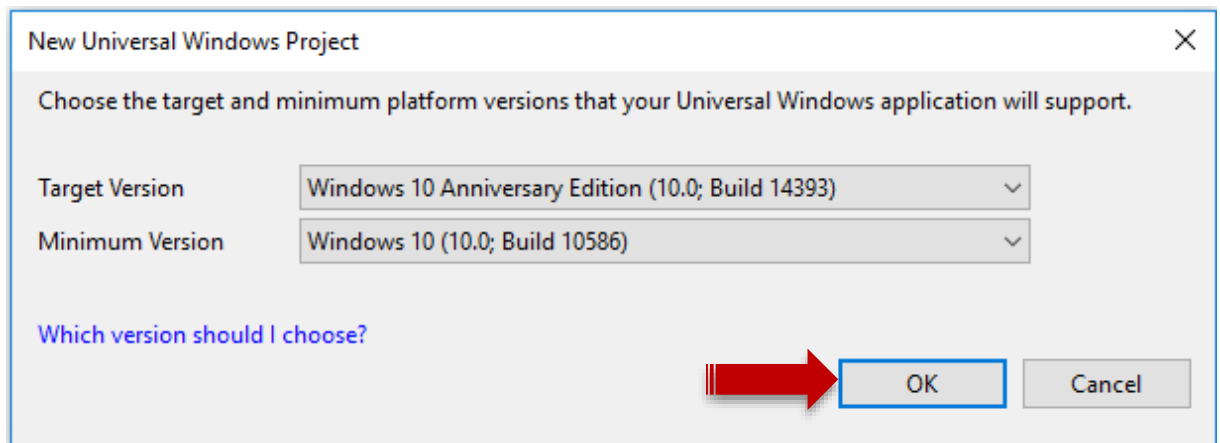 New Universal Windows Project
Choose the target and minimum platform versions that your Universal Windows application will support.
Target Version Windows 10 Anniversary Edition (10.0; Build 14393)
Minimum Version Windows 10 (10.0; Build 10586)
Which version should I choose?
OK Cancel